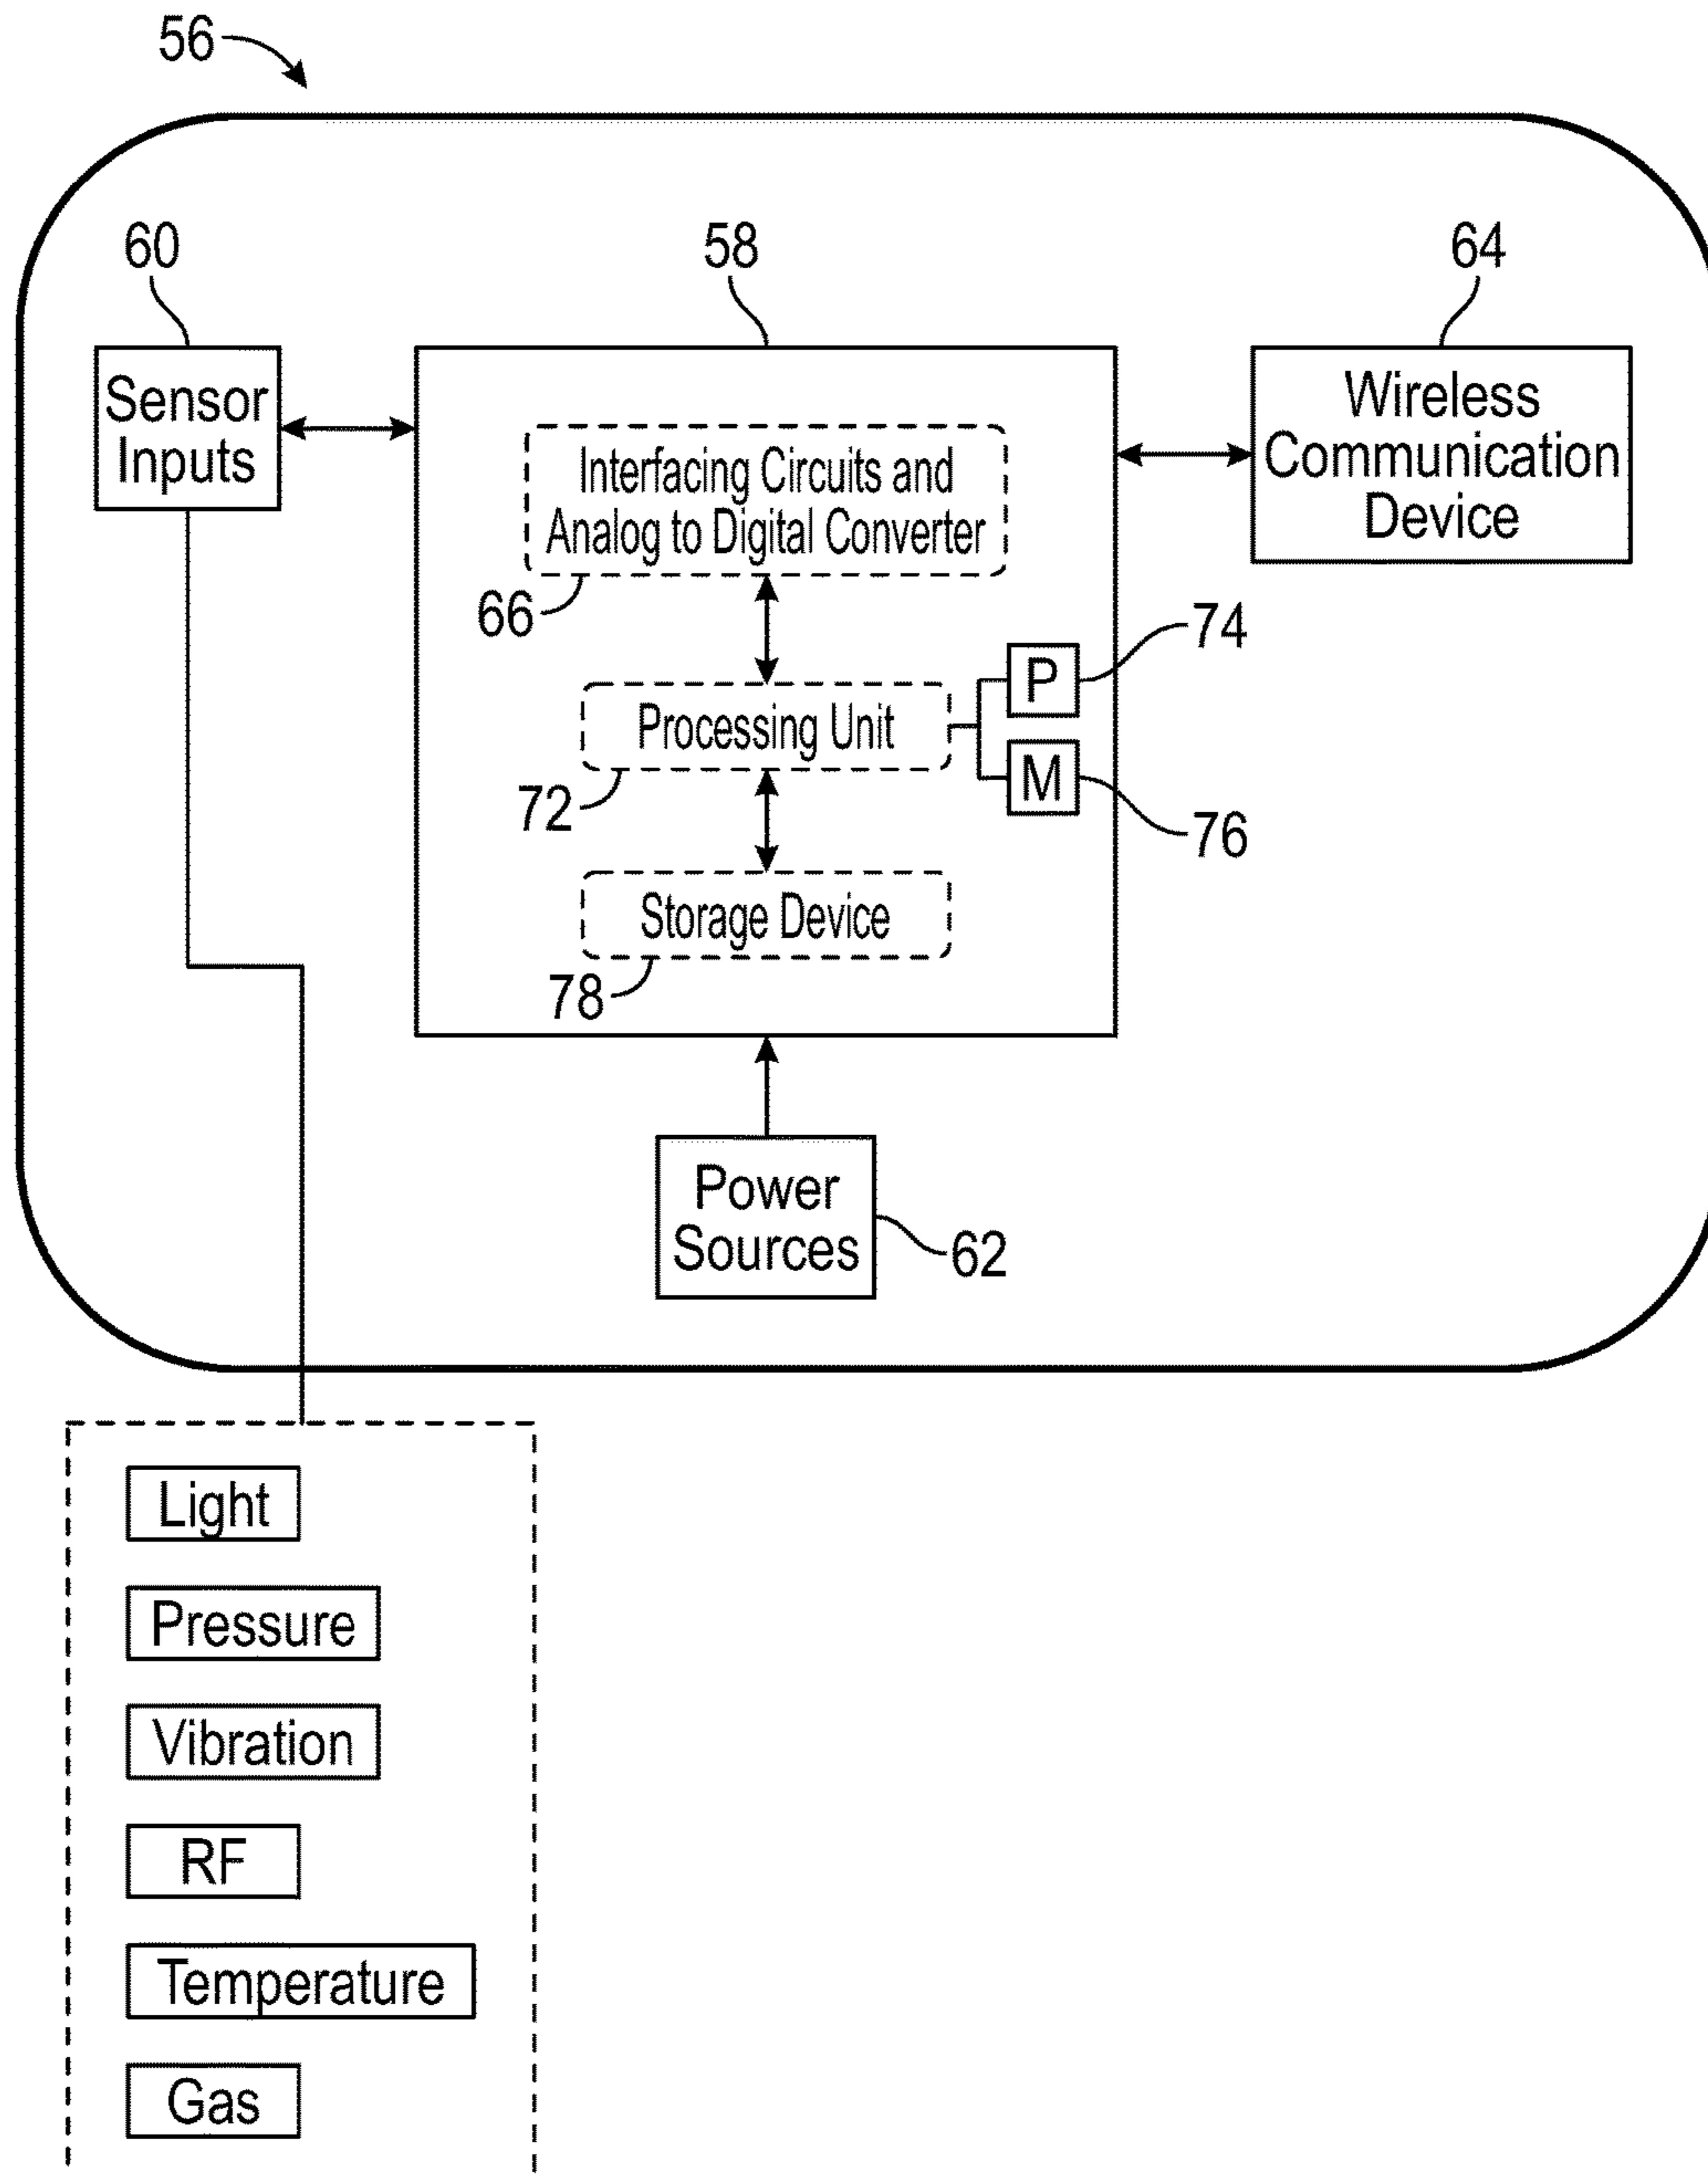 56
60
58
64
Sensor
Inputs
Wireless
Communication
Device
Interfacing Circuits and
Analog to Digital Converter
66
74
P
Processing Unit
M
72
76
Storage Device
78
Power
Sources
62
Light
Pressure
Vibration
RF
Temperature
Gas